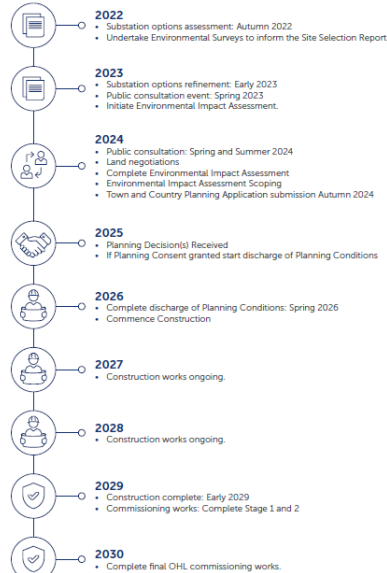 2022
• Substation options assessment: Autumn 2022
• Undertake Environmental Surveys to inform the Site Selection Report
2023
• Substation options refinement: Early 2023
• Public consultation event: Spring 2023
• Initiate Environmental Impact Assessment.
2024
• Public consultation: Spring and Summer 2024
• Land negotiations
• Complete Environmental Impact Assessment
• Environmental Impact Assessment Scoping
• Town and Country Planning Application submission Autumn 2024
2025
• Planning Decision(s) Received
• If Planning Consent granted start discharge of Planning Conditions
2026
• Complete discharge of Planning Conditions: Spring 2026
• Commence Construction
2027
• Construction works ongoing.
2028
• Construction works ongoing.
2029
• Construction complete: Early 2029
• Commissioning works: Complete Stage 1 and 2
2030
• Complete final OHL commissioning works.